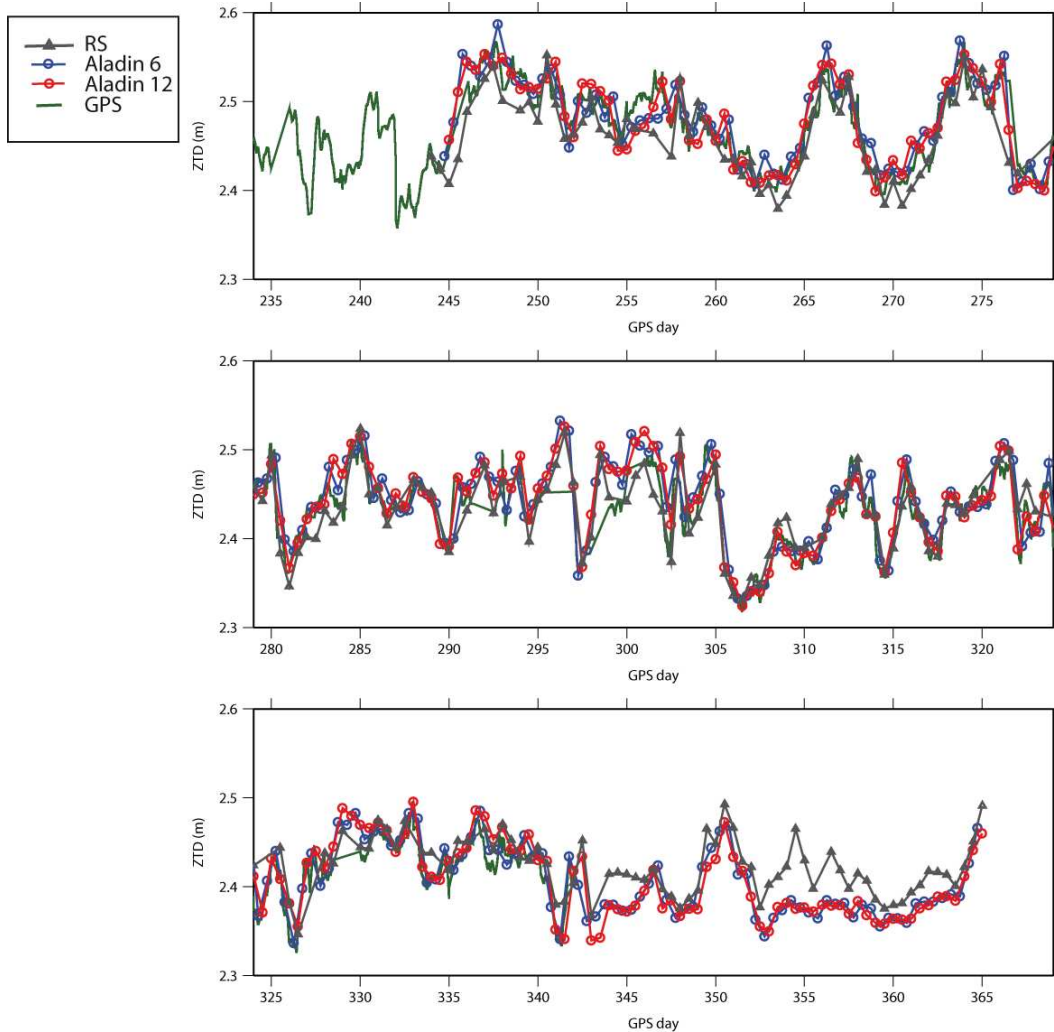 RS
Aladin 6
Aladin 12
GPS
2.6
2.5
2.4
2.3
ZTD (m)
235 240 245 250 255 260 265 270 275
GPS day
2.6
2.5
2.4
2.3
ZTD (m)
280 285 290 295 300 305 310 315 320
GPS day
2.6
2.5
2.4
2.3
ZTD (m)
325 330 335 340 345 350 355 360 365
GPS day